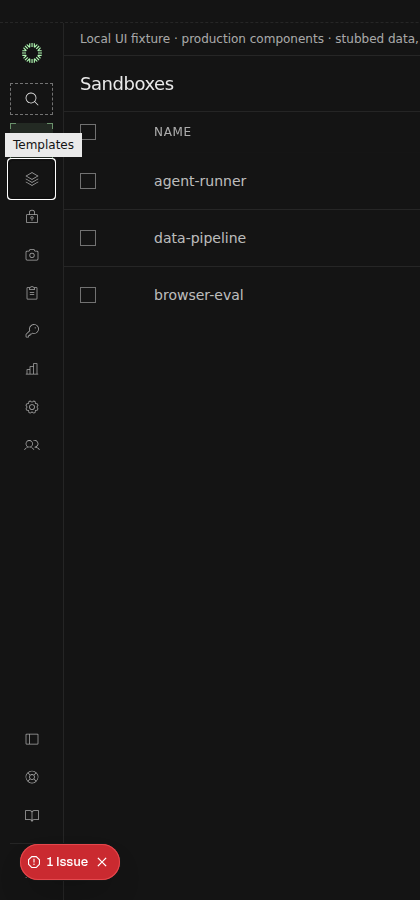 Local UI fixture · production components · stubbed data,
Sandboxes
Templates
NAME
agent-runner
data-pipeline
browser-eval
1 Issue